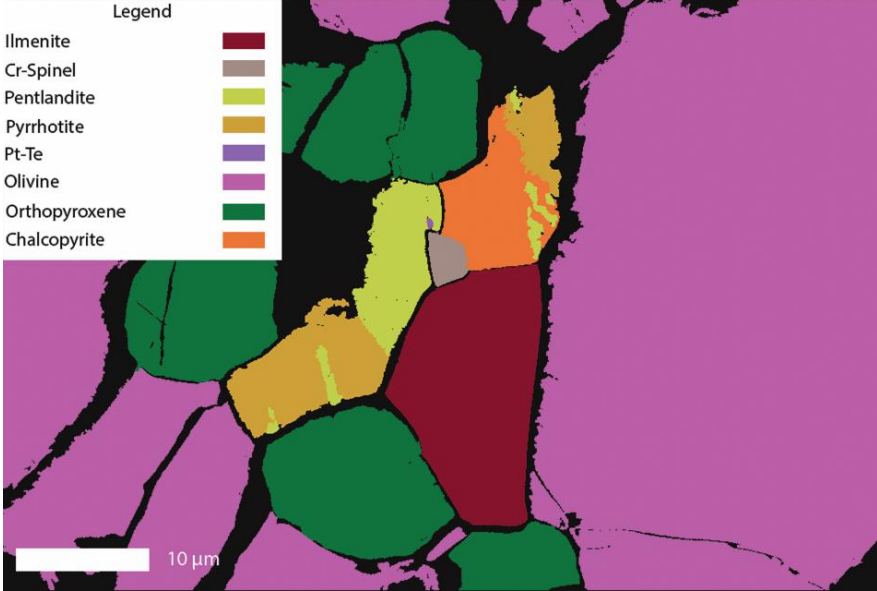 Legend
Ilmenite
Cr-Spinel
Pentlandite
Pyrrhotite
Pt-Te
Olivine
Orthopyroxene
Chalcopyrite
10 μm